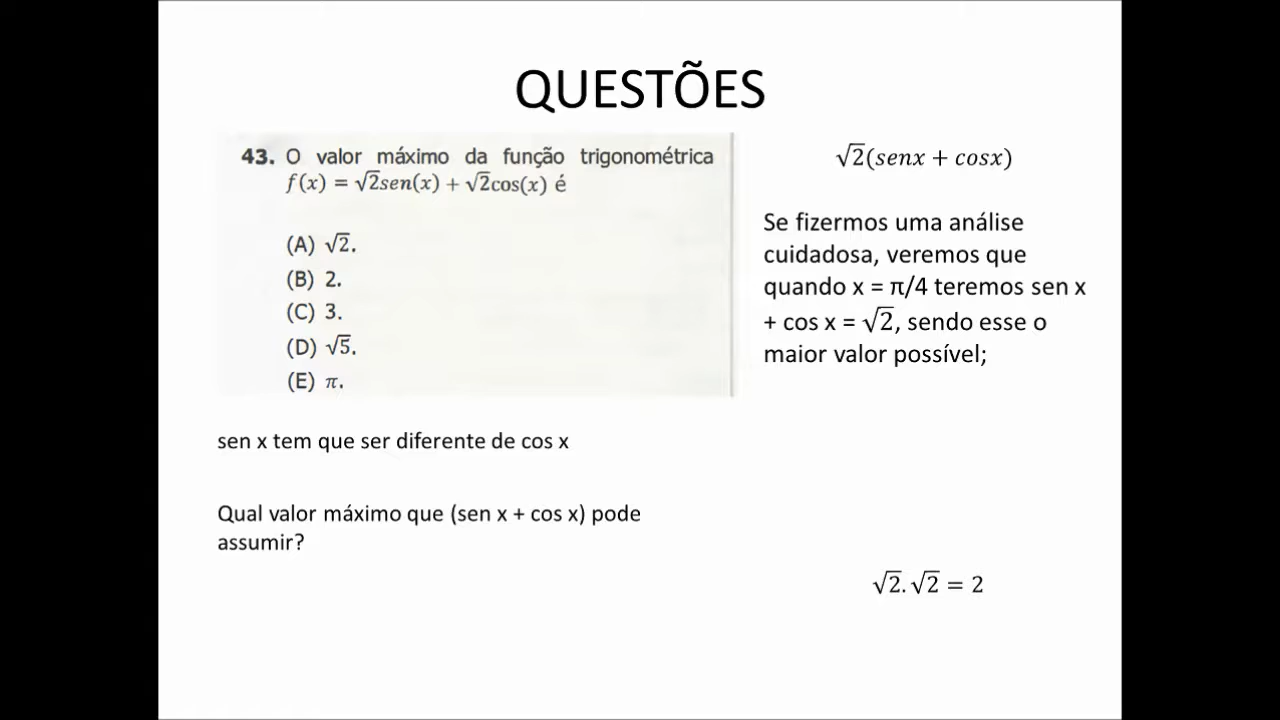 QUESTÕES
43. O valor máximo da função trigonométrica
f(x) = √2sen(x) + √2cos(x) é
(A) √2.
(B) 2.
(C) 3.
(D) √5.
(E) π.
sen x tem que ser diferente de cos x
Qual valor máximo que (sen x + cos x) pode
assumir?
√2(senx + cosx)
Se fizermos uma análise
cuidadosa, veremos que
quando x = π/4 teremos sen x
+ cos x = √2, sendo esse o
maior valor possível;
√2.√2 = 2